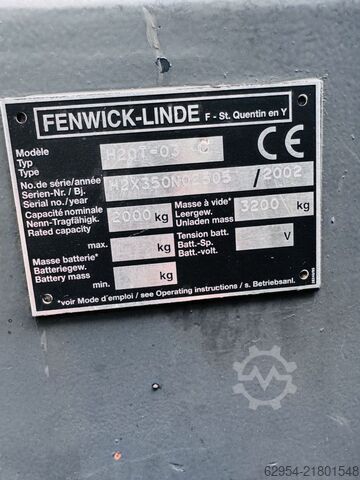 FENWICK-LINDE F - St. Quentin en Y
Modèle
Typ
Type
H20T-03 C
CE
No. de série/année
Serien-Nr. / Bj.
Serial no. / year
H2X350N02505 / 2002
Capacité nominale
Nenn-Tragfähigk.
Rated capacity
2000 kg
Masse à vide*
Leergew.
Unladen mass
3200 kg
Masse batterie*
Batteriegew.
Battery mass
max. kg
min. kg
Tension batt.
Batt.-Sp.
Batt.-volt.
V
*voir Mode d'emploi / see Operating instructions / s. Betriebsanl.
62954-21801548